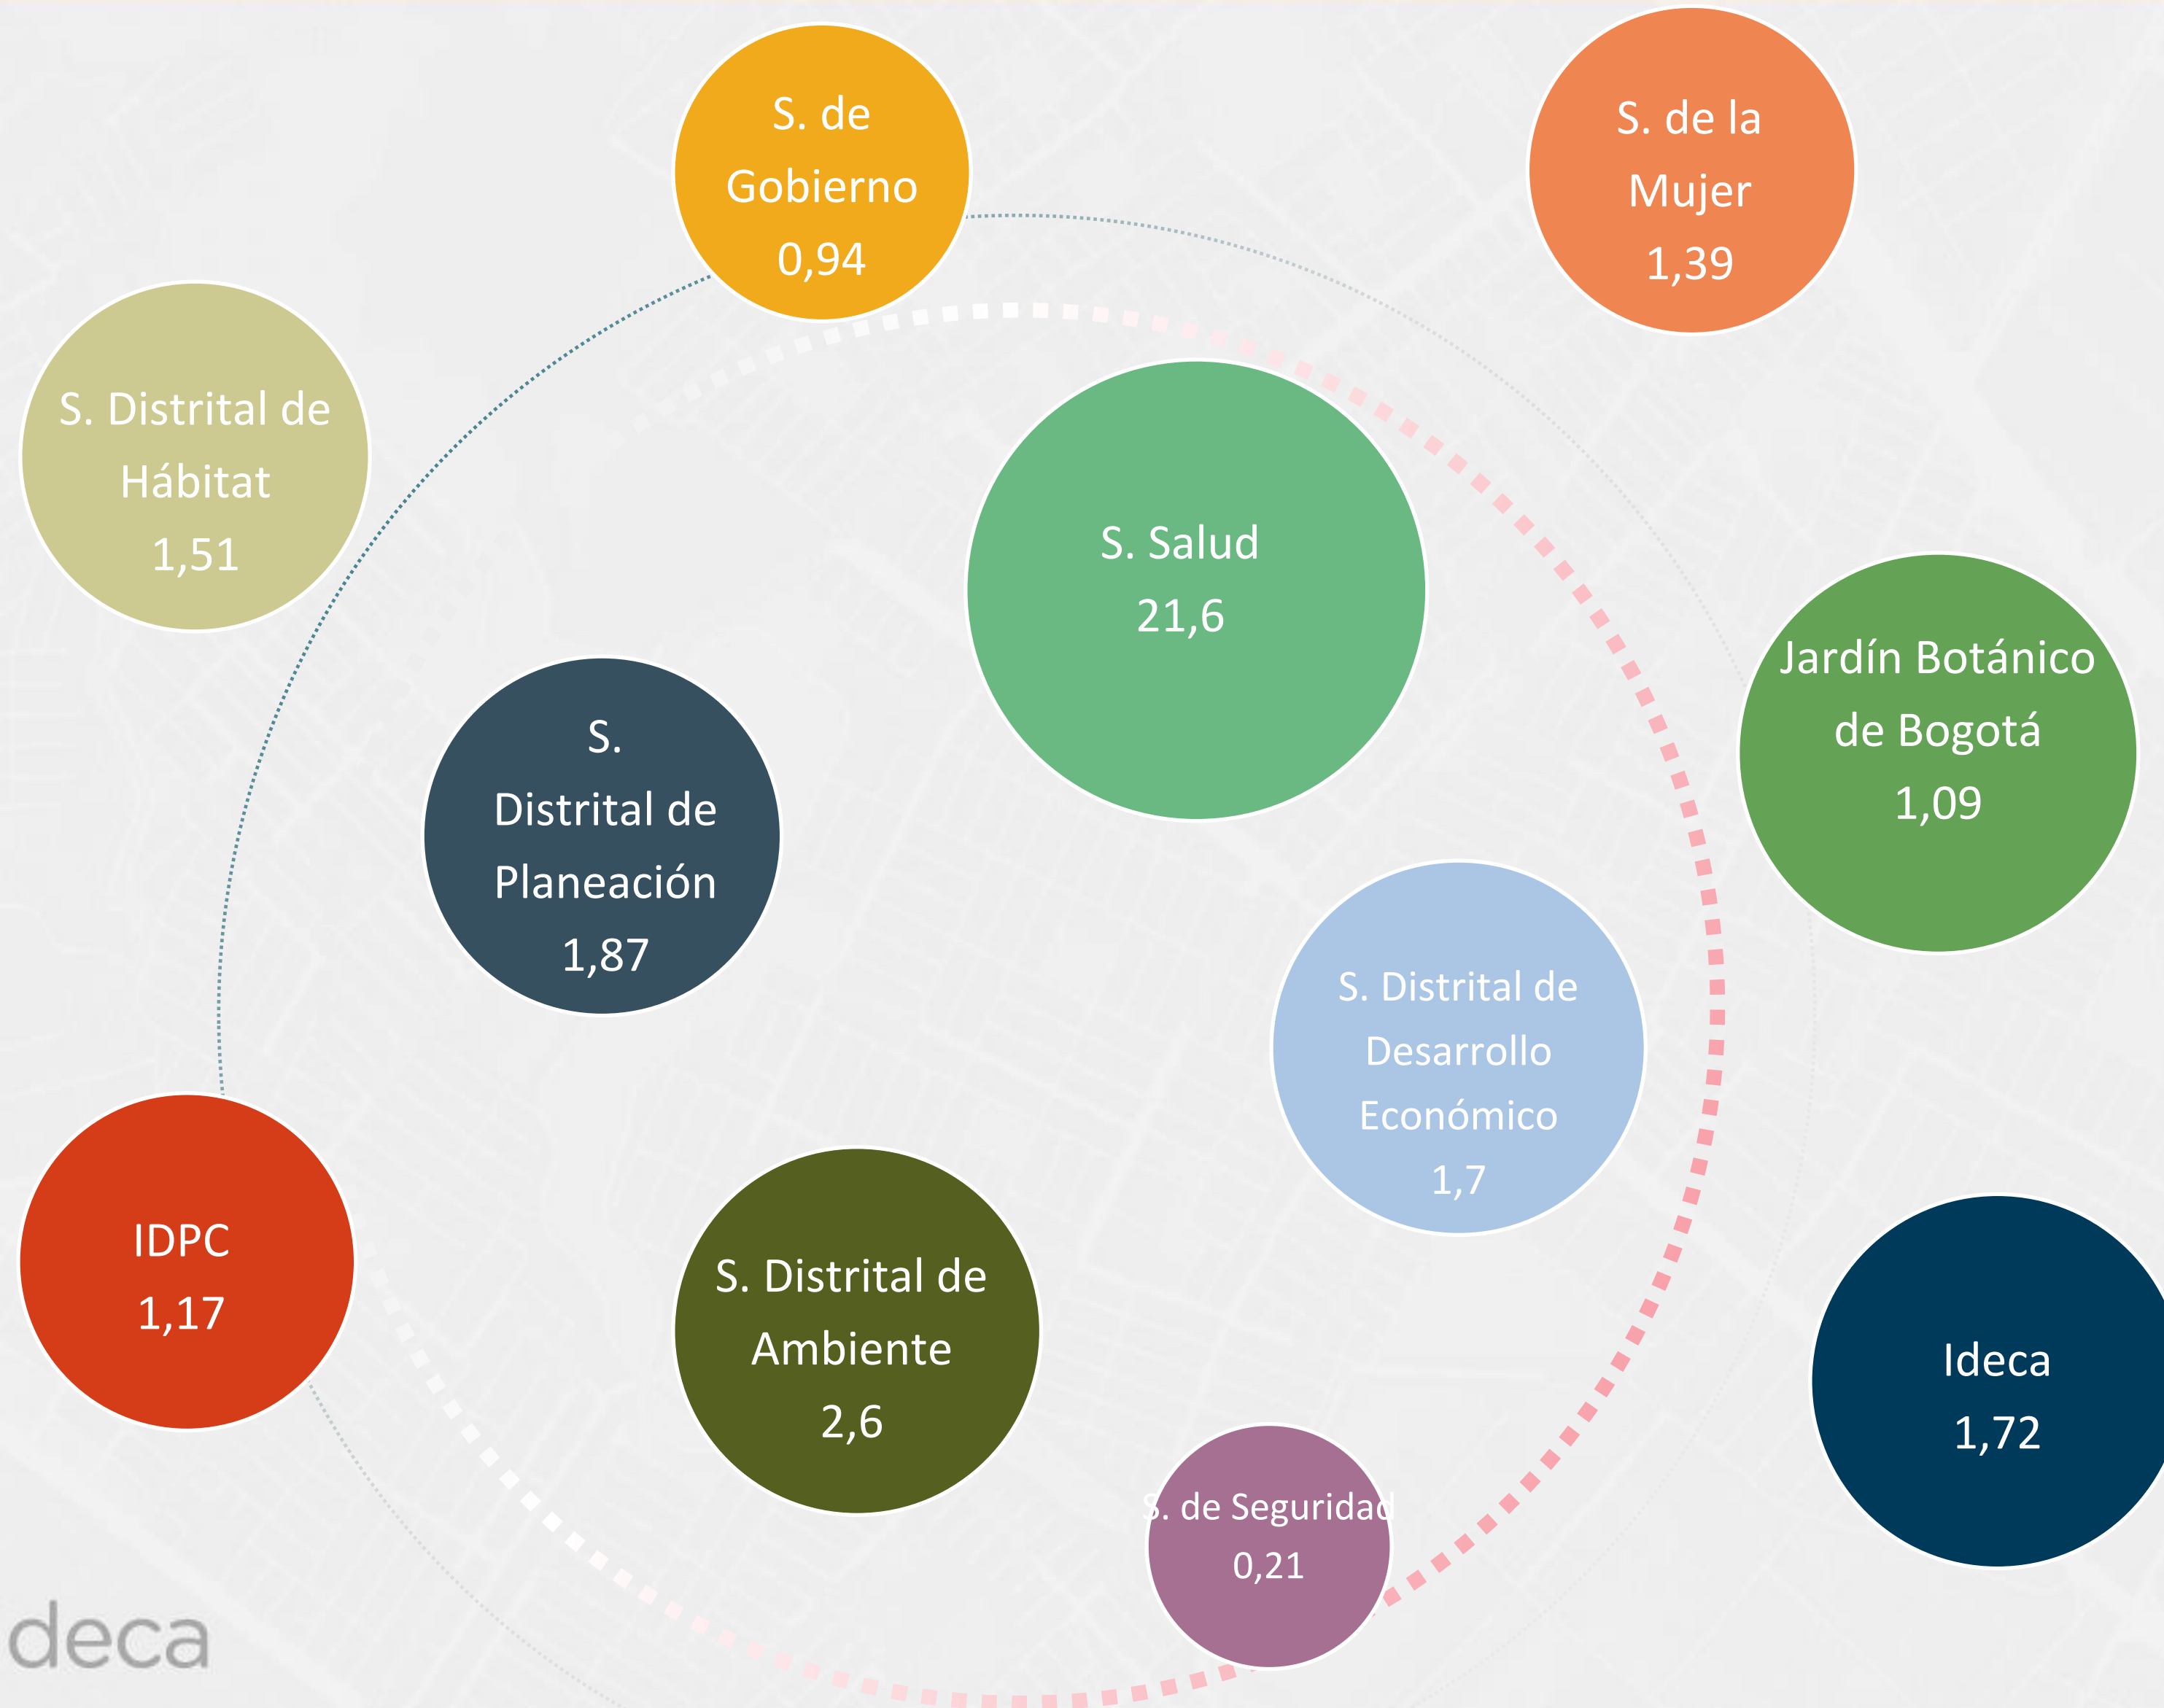 S. de
Gobierno
0,94
S. de la
Mujer
1,39
S. Distrital de
Hábitat
1,51
S. Salud
21,6
Jardín Botánico
de Bogotá
1,09
S.
Distrital de
Planeación
1,87
S. Distrital de
Desarrollo
Económico
1,7
IDPC
1,17
S. Distrital de
Ambiente
2,6
Ideca
1,72
S. de Seguridad
0,21
deca